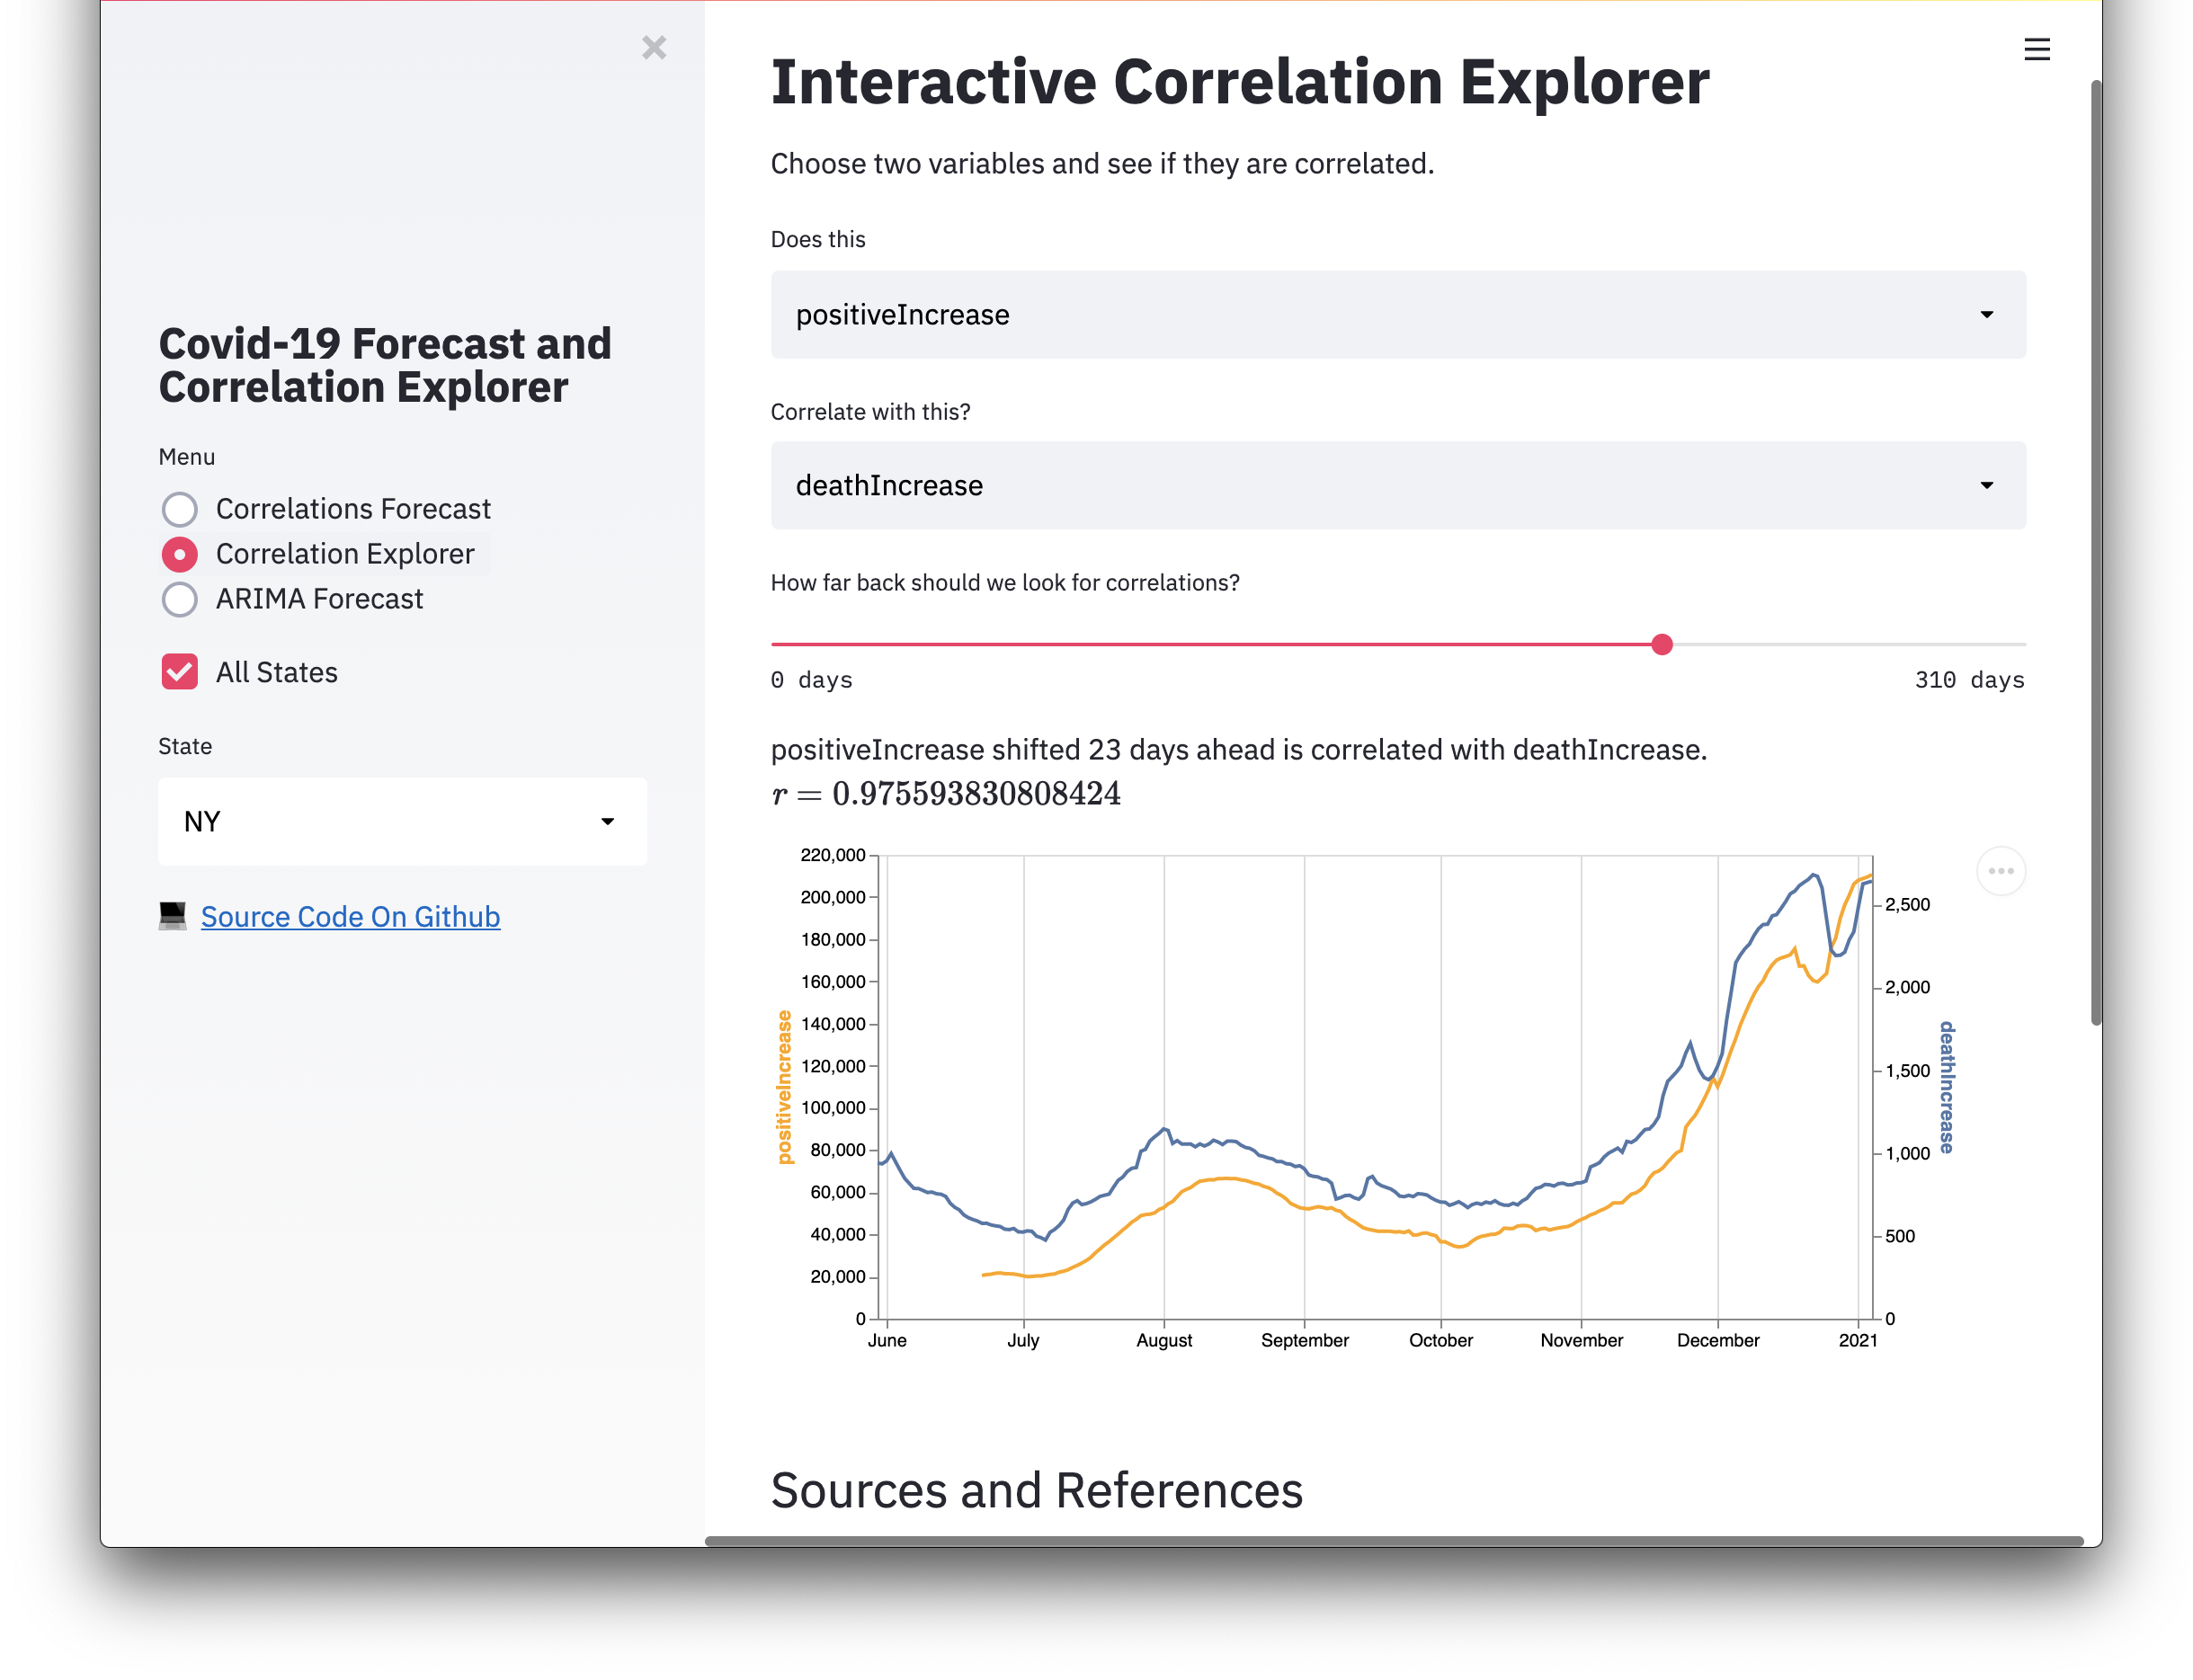 Covid-19 Forecast and
Correlation Explorer
Menu
Correlations Forecast
Correlation Explorer
ARIMA Forecast
All States
State
NY
Source Code On Github
Interactive Correlation Explorer
Choose two variables and see if they are correlated.
Does this
positiveIncrease
Correlate with this?
deathIncrease
How far back should we look for correlations?
0 days
310 days
positiveIncrease shifted 23 days ahead is correlated with deathIncrease.
r = 0.975593830808424
220,000
200,000
180,000
160,000
140,000
120,000
100,000
80,000
60,000
40,000
20,000
0
positiveIncrease
2,500
2,000
1,500
1,000
500
0
deathIncrease
June July August September October November December 2021
Sources and References